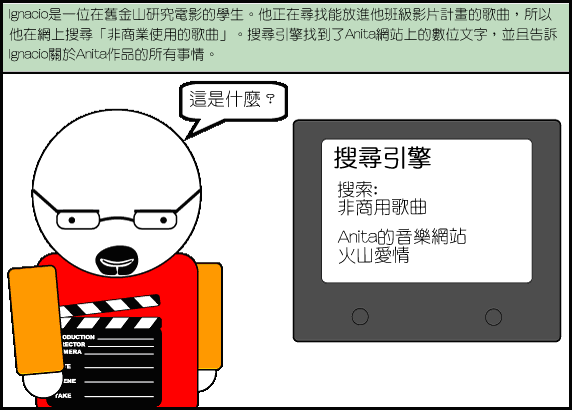 Ignacio是一位在舊金山研究電影的學生。他正在尋找能放進他班級影片計畫的歌曲，所以
他在網上搜尋「非商業使用的歌曲」。搜尋引擎找到了Anita網站上的數位文字，並且告訴
Ignacio關於Anita作品的所有事情。
這是什麼？
搜尋引擎
搜索:
非商用歌曲
Anita的音樂網站
火山愛情
RODUCTION
RECTOR
MERA
TE
ENE
TAKE